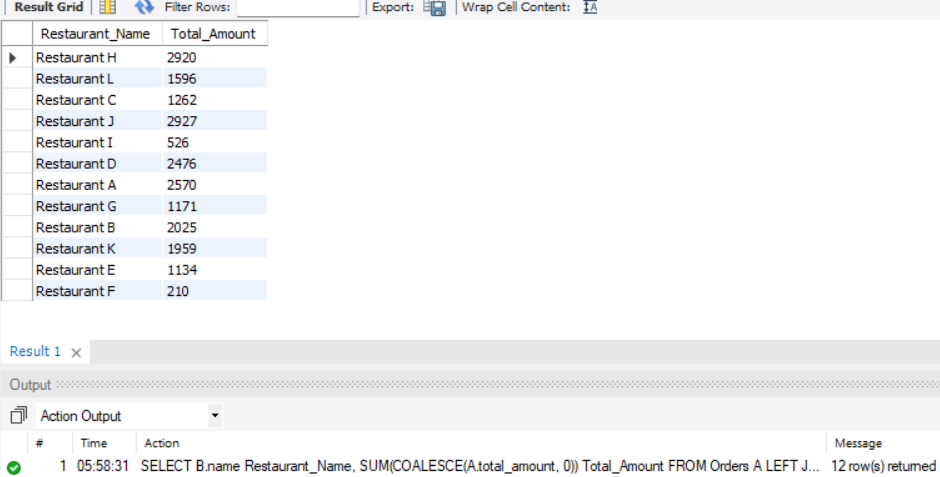 Result Grid Filter Rows: Export: Wrap Cell Content: IA
Restaurant_Name Total_Amount
Restaurant H 2920
Restaurant L 1596
Restaurant C 1262
Restaurant J 2927
Restaurant I 526
Restaurant D 2476
Restaurant A 2570
Restaurant G 1171
Restaurant B 2025
Restaurant K 1959
Restaurant E 1134
Restaurant F 210
Result 1
Output
Action Output
# Time Action Message
1 05:58:31 SELECT B.name Restaurant_Name, SUM(COALESCE(A.total_amount, 0)) Total_Amount FROM Orders A LEFT J... 12 row(s) returned